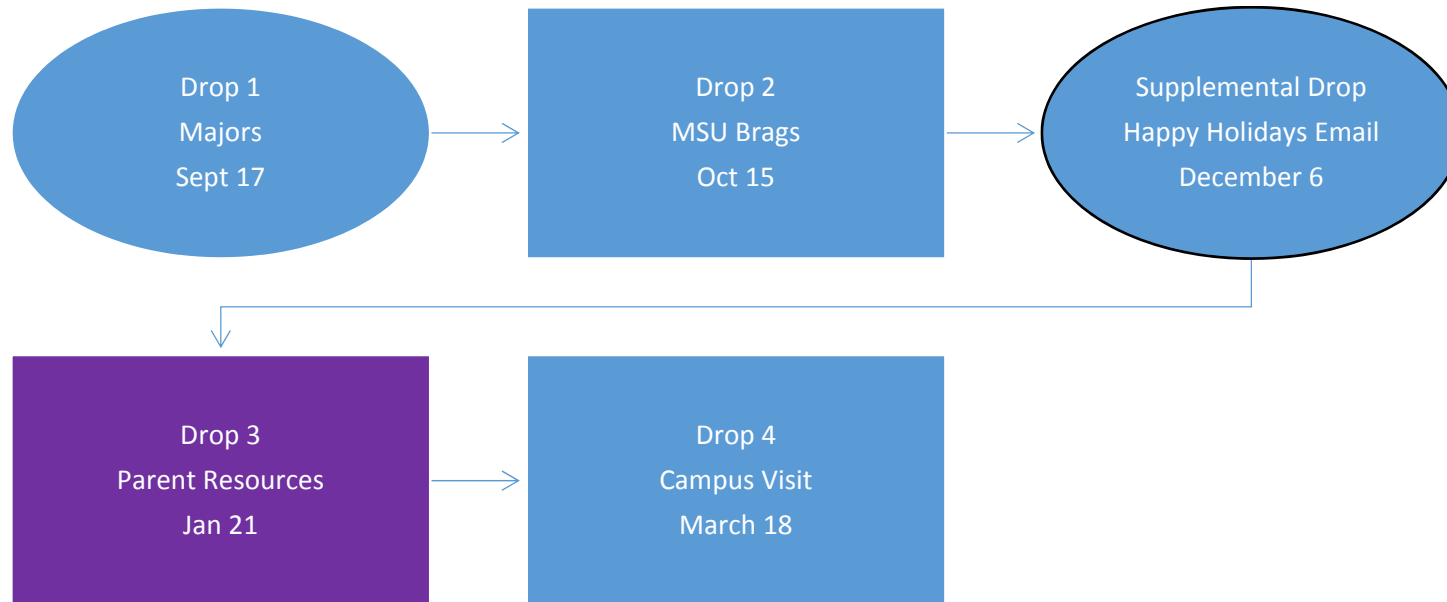 Drop 1
Majors
Sept 17
Drop 2
MSU Brags
Oct 15
Supplemental Drop
Happy Holidays Email
December 6
Drop 3
Parent Resources
Jan 21
Drop 4
Campus Visit
March 18